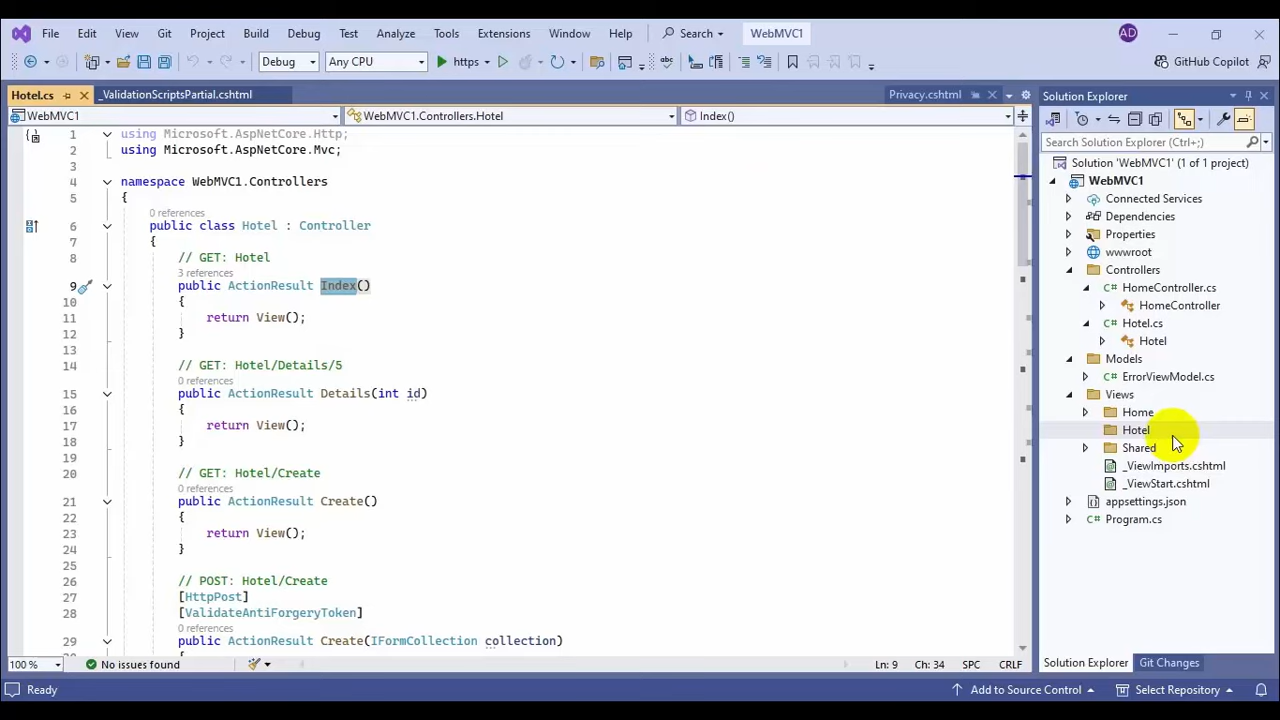 File Edit View Git Project Build Debug Test Analyze Tools Extensions Window Help Search WebMVC1 AD
Debug Any CPU https GitHub Copilot
Hotel.cs _ValidationScriptsPartial.cshtml Privacy.cshtml
WebMVC1 WebMVC1.Controllers.Hotel Index()
1 using Microsoft.AspNetCore.Http;
2 using Microsoft.AspNetCore.Mvc;
3
4 namespace WebMVC1.Controllers
5 {
0 references
6 public class Hotel : Controller
7 {
8 // GET: Hotel
3 references
9 public ActionResult Index()
10 {
11 return View();
12 }
13
14 // GET: Hotel/Details/5
0 references
15 public ActionResult Details(int id)
16 {
17 return View();
18 }
19
20 // GET: Hotel/Create
0 references
21 public ActionResult Create()
22 {
23 return View();
24 }
25
26 // POST: Hotel/Create
27 [HttpPost]
28 [ValidateAntiForgeryToken]
0 references
29 public ActionResult Create(IFormCollection collection)
100 % No issues found Ln: 9 Ch: 34 SPC CRLF
Solution Explorer
Search Solution Explorer (Ctrl+;)
Solution 'WebMVC1' (1 of 1 project)
WebMVC1
Connected Services
Dependencies
Properties
wwwroot
Controllers
C# HomeController.cs
HomeController
C# Hotel.cs
Hotel
Models
C# ErrorViewModel.cs
Views
Home
Hotel
Shared
_ViewImports.cshtml
_ViewStart.cshtml
appsettings.json
C# Program.cs
Solution Explorer Git Changes
Ready Add to Source Control Select Repository